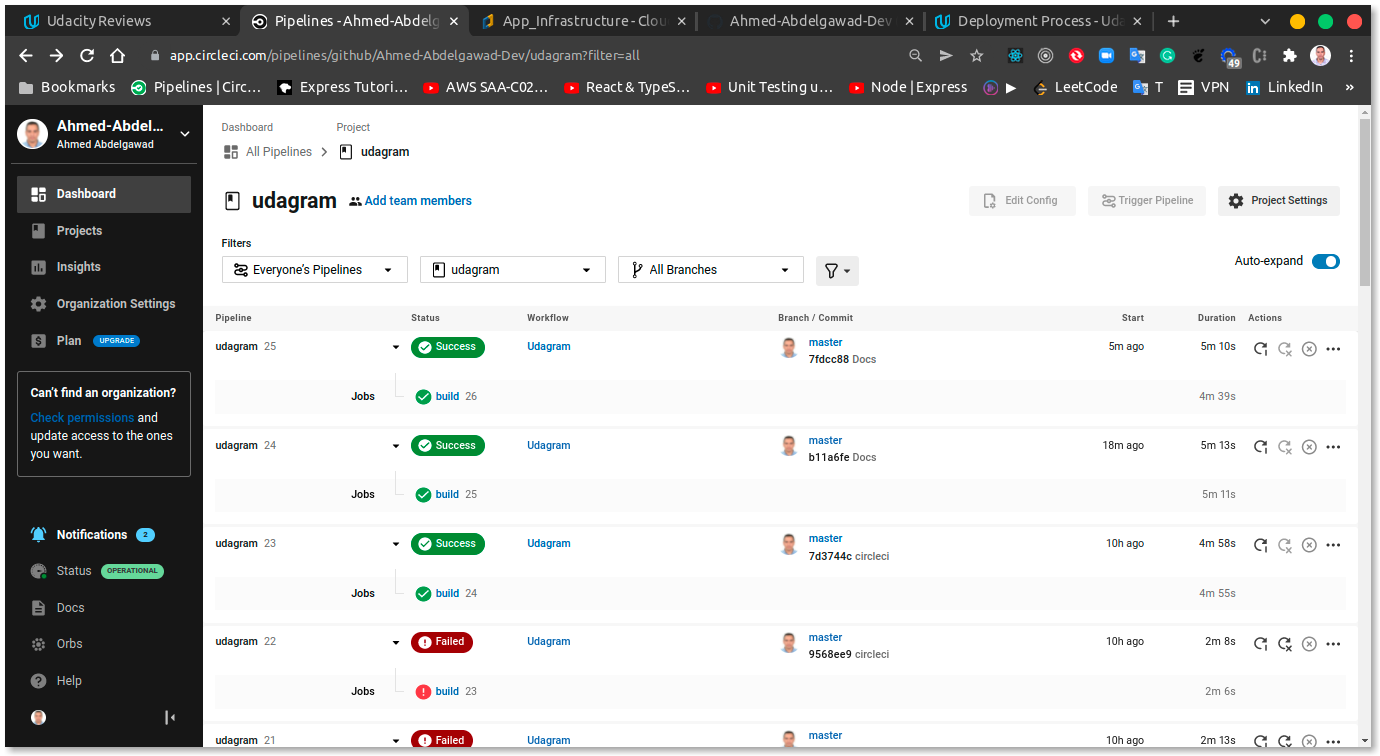 Udacity Reviews
Pipelines - Ahmed-Abdelg
App_Infrastructure - Clou
Ahmed-Abdelgawad-Dev
Deployment Process - Uda
app.circleci.com/pipelines/github/Ahmed-Abdelgawad-Dev/udagram?filter=all
49
Bookmarks
Pipelines | Circ…
Express Tutori…
AWS SAA-C02…
React & TypeS…
Unit Testing u…
Node | Express
LeetCode
T
VPN
LinkedIn
»
Ahmed-Abdel...
Ahmed Abdelgawad
Dashboard
Projects
Insights
Organization Settings
Plan UPGRADE
Can't find an organization?
Check permissions and
update access to the ones
you want.
Notifications 2
Status OPERATIONAL
Docs
Orbs
Help
Dashboard Project
All Pipelines udagram
udagram Add team members
Edit Config Trigger Pipeline Project Settings
Filters
Everyone's Pipelines udagram All Branches
Auto-expand
Pipeline Status Workflow Branch / Commit Start Duration Actions
udagram 25 Success Udagram master 5m ago 5m 10s
7fdcc88 Docs
Jobs build 26 4m 39s
udagram 24 Success Udagram master 18m ago 5m 13s
b11a6fe Docs
Jobs build 25 5m 11s
udagram 23 Success Udagram master 10h ago 4m 58s
7d3744c circleci
Jobs build 24 4m 55s
udagram 22 Failed Udagram master 10h ago 2m 8s
9568ee9 circleci
Jobs build 23 2m 6s
udagram 21 Failed Udagram master 10h ago 2m 13s